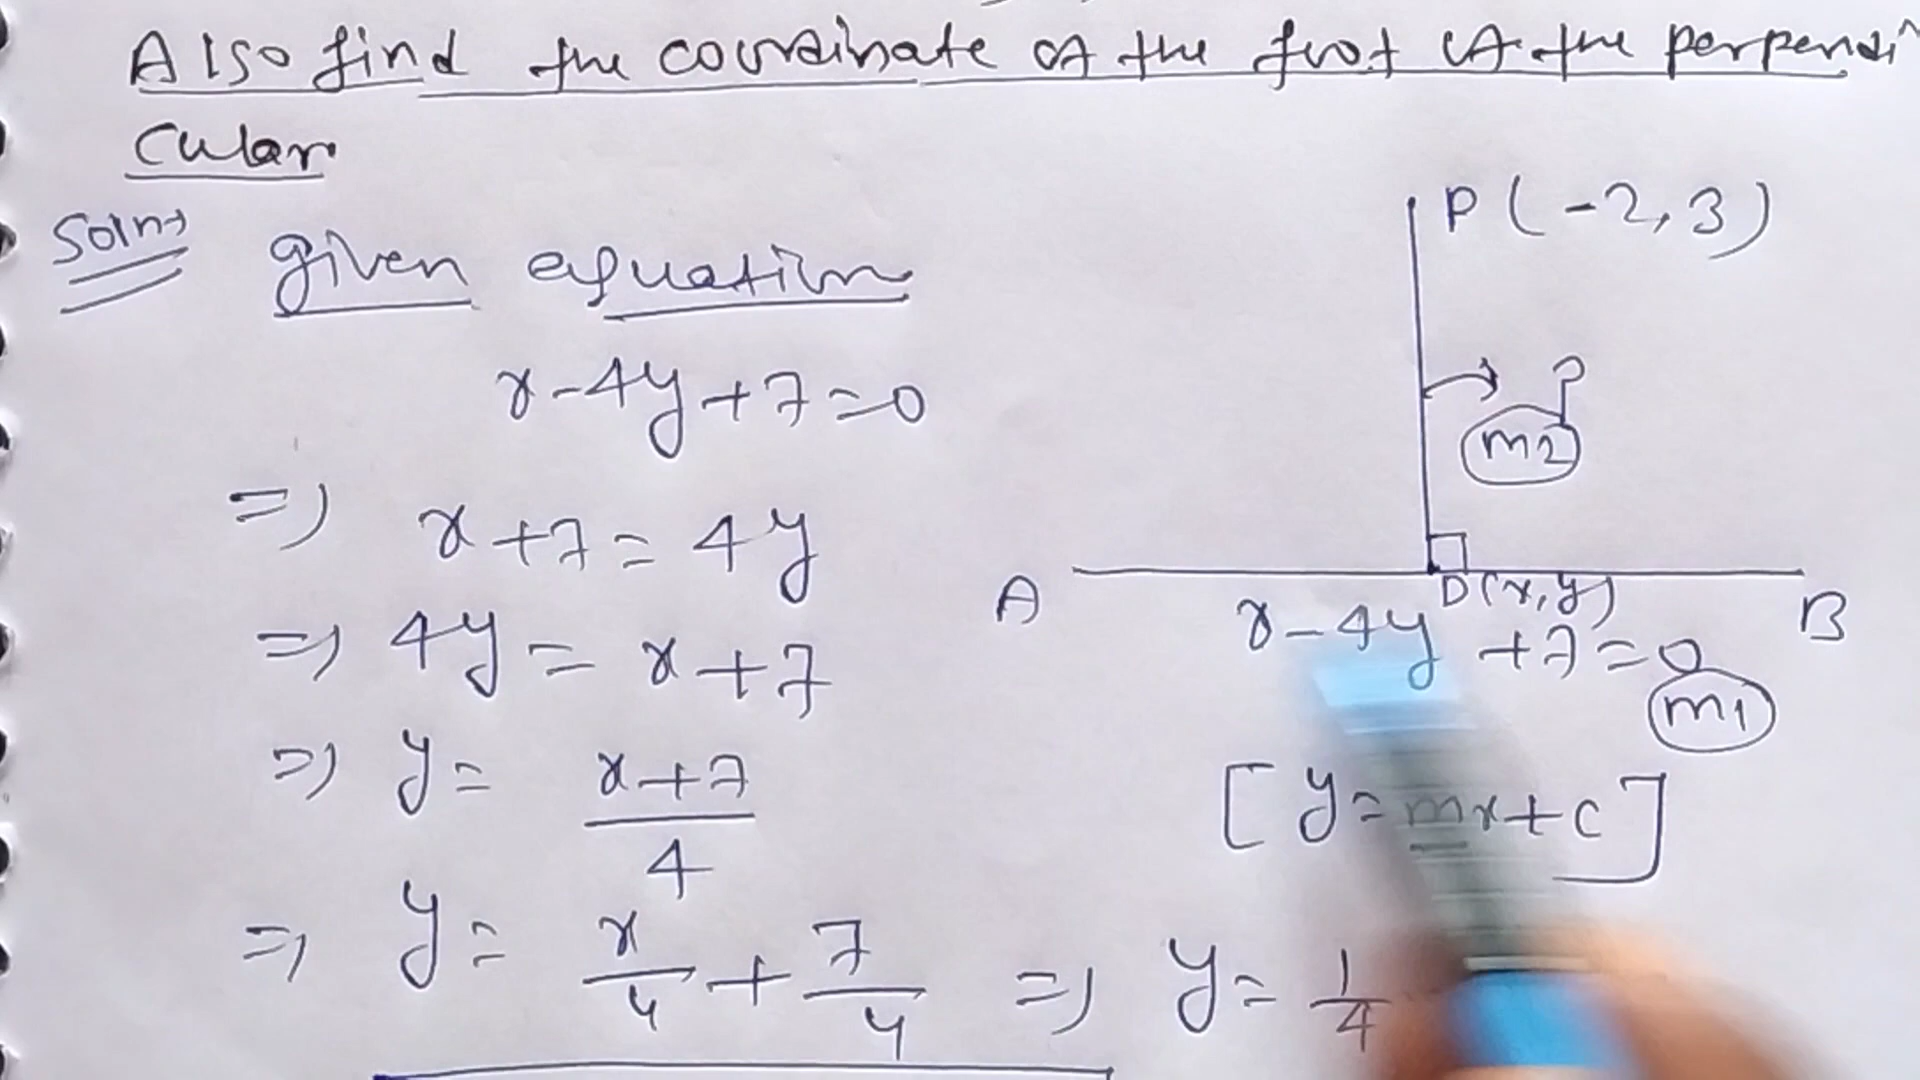 Also find the coordinate of the foot of the perpendi
cular
Soln→
given equation
x-4y+7=0
=> x+7=4y
=> 4y=x+7
=> y= x+7/4
=> y= x/4 + 7/4 => y= 1/4
P(-2,3)
m2
A
D(x,y)
B
x-4y+7=0
m1
[y=mx+c]